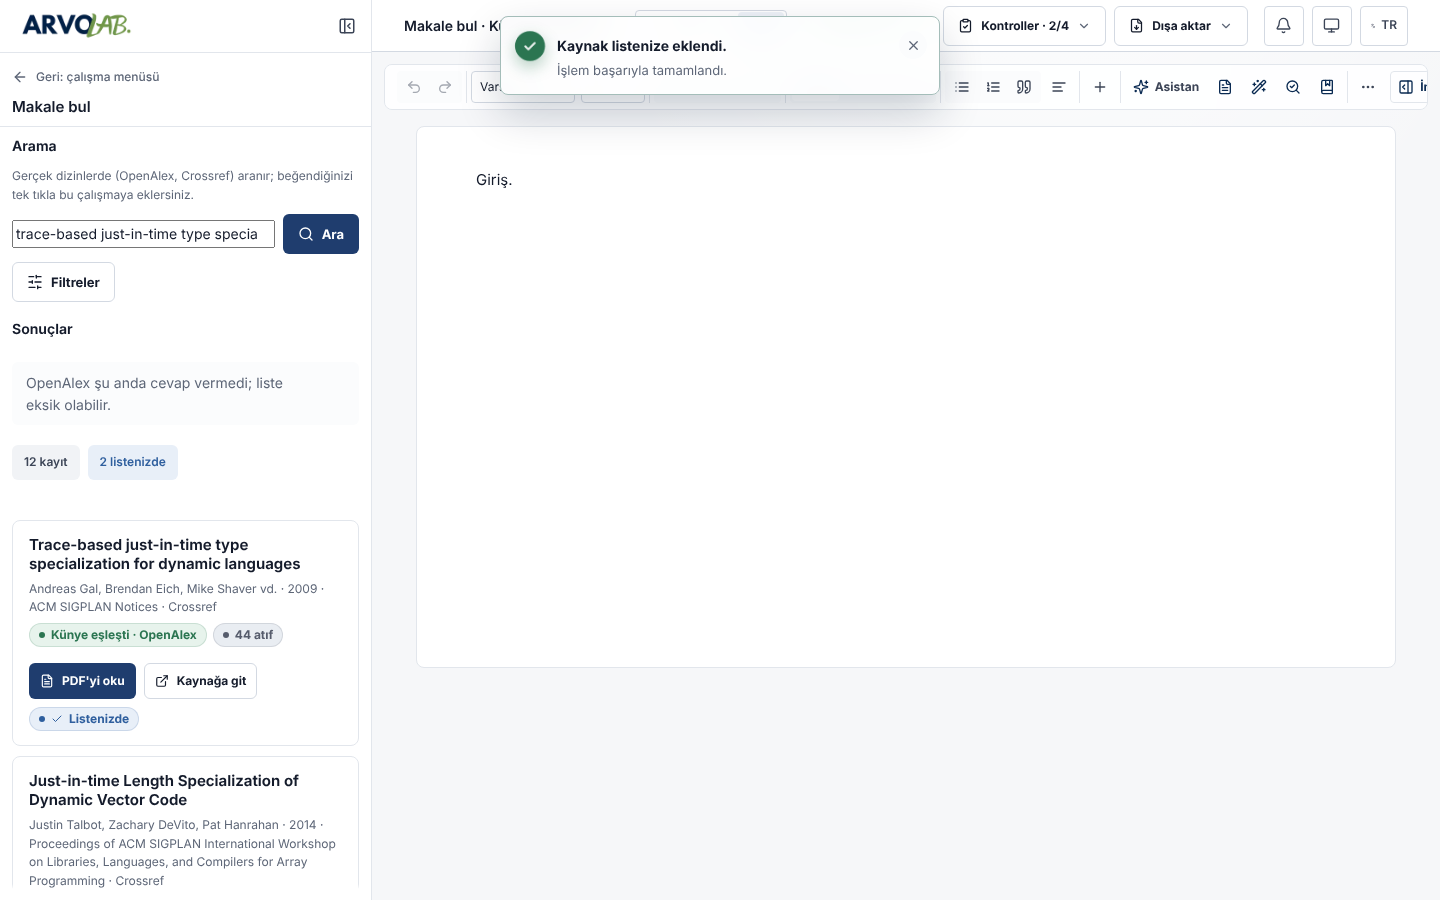 ARVOLAB.
Makale bul ·
Kaynak listenize eklendi.
İşlem başarıyla tamamlandı.
Kontroller · 2/4
Dışa aktar
TR
Geri: çalışma menüsü
Makale bul
Asistan
Arama
Gerçek dizinlerde (OpenAlex, Crossref) aranır; beğendiğinizi
tek tıkla bu çalışmaya eklersiniz.
trace-based just-in-time type specia
Ara
Filtreler
Sonuçlar
OpenAlex şu anda cevap vermedi; liste
eksik olabilir.
12 kayıt
2 listenizde
Trace-based just-in-time type
specialization for dynamic languages
Andreas Gal, Brendan Eich, Mike Shaver vd. · 2009 ·
ACM SIGPLAN Notices · Crossref
Künye eşleşti · OpenAlex
44 atıf
PDF'yi oku
Kaynağa git
Listenizde
Just-in-time Length Specialization of
Dynamic Vector Code
Justin Talbot, Zachary DeVito, Pat Hanrahan · 2014 ·
Proceedings of ACM SIGPLAN International Workshop
on Libraries, Languages, and Compilers for Array
Programming · Crossref
Giriş.